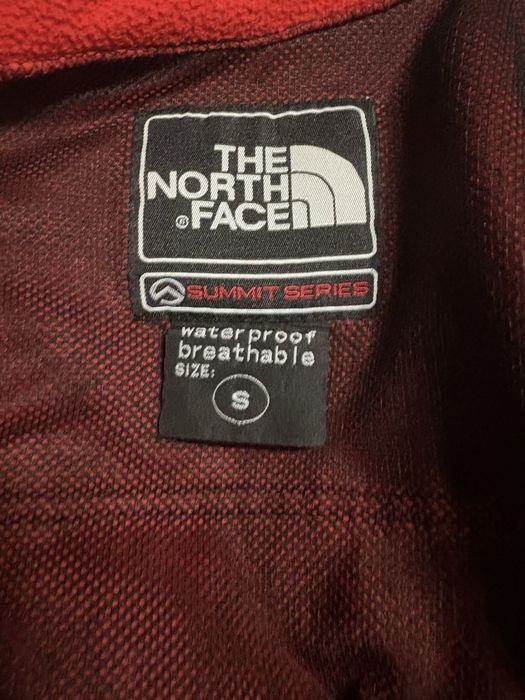 THE
NORTH
® FACE
SUMMIT SERIES
waterproof
breathable
SIZE:
S